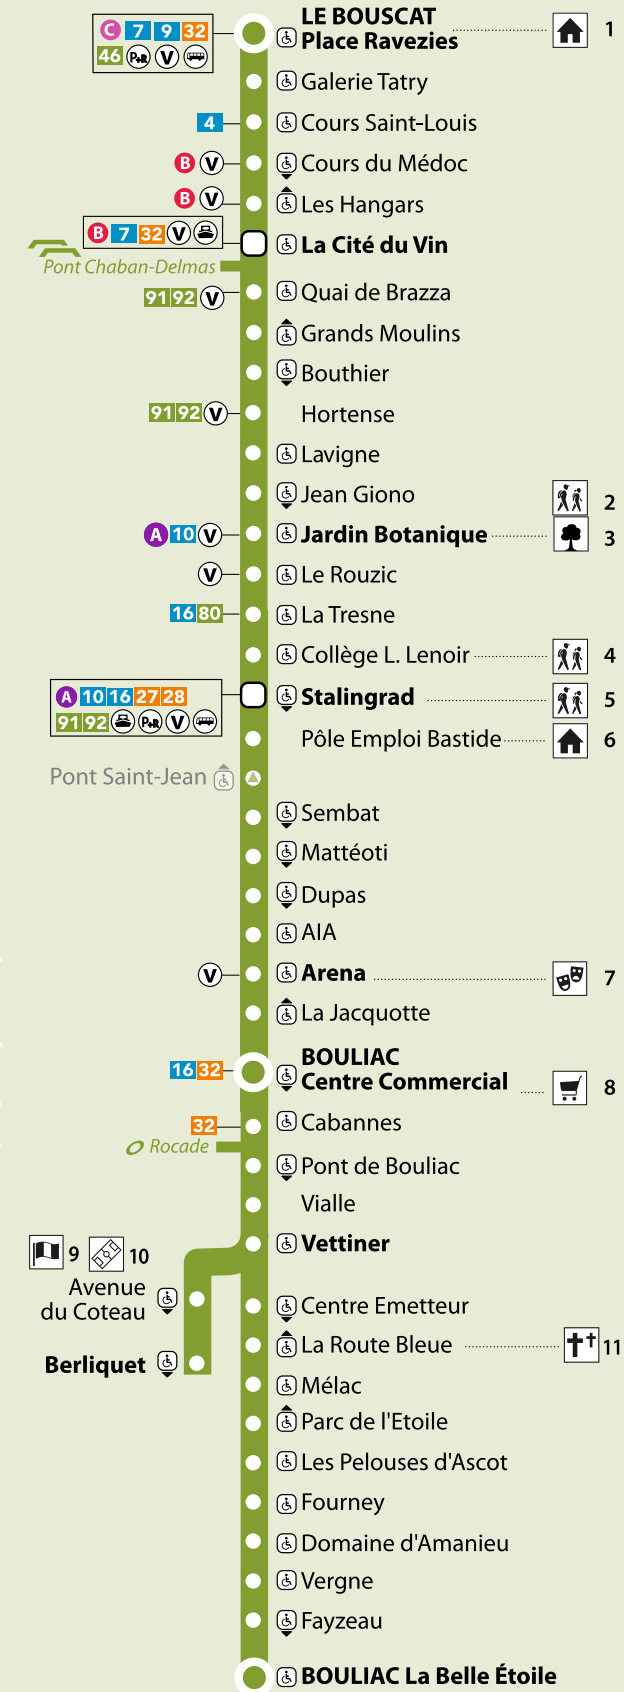 C 7 9 32
46 P+R V
LE BOUSCAT
Place Ravezies 1
Galerie Tatry
4 Cours Saint-Louis
B V Cours du Médoc
B V Les Hangars
B 7 32 V La Cité du Vin
Pont Chaban-Delmas
91 92 V Quai de Brazza
Grands Moulins
Bouthier
91 92 V Hortense
Lavigne
Jean Giono 2
A 10 V Jardin Botanique 3
V Le Rouzic
16 80 La Tresne
Collège L. Lenoir 4
A 10 16 27 28
91 92 P+R V
Stalingrad 5
Pôle Emploi Bastide 6
Pont Saint-Jean
Sembat
Mattéoti
Dupas
AIA
V Arena 7
La Jacquotte
16 32 BOULIAC
Centre Commercial 8
32 Cabannes
Rocade
Pont de Bouliac
Vialle
Vettiner
9 10
Avenue
du Coteau
Berliquet
Centre Emetteur
La Route Bleue 11
Mélac
Parc de l'Etoile
Les Pelouses d'Ascot
Fourney
Domaine d'Amanieu
Vergne
Fayzeau
BOULIAC La Belle Étoile